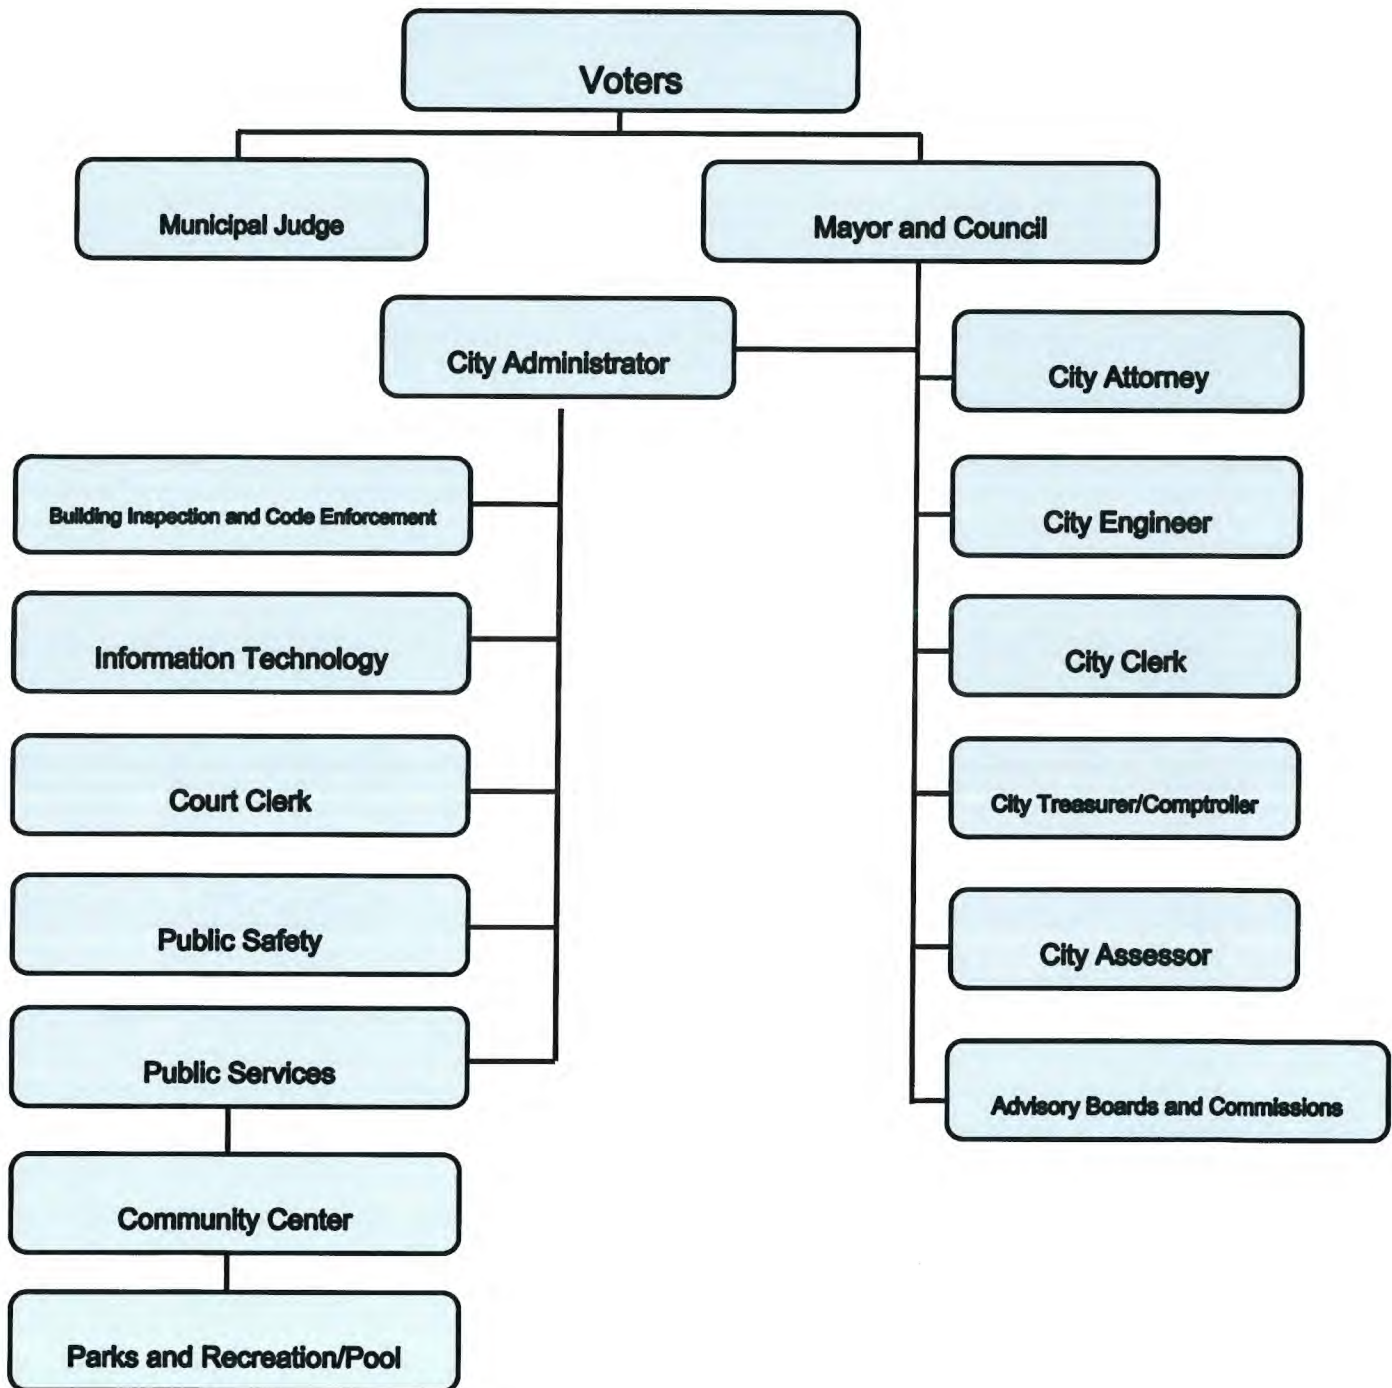 Voters
Municipal Judge
Mayor and Council
City Administrator
City Attorney
Building Inspection and Code Enforcement
City Engineer
Information Technology
City Clerk
Court Clerk
City Treasurer/Comptroller
Public Safety
City Assessor
Public Services
Advisory Boards and Commissions
Community Center
Parks and Recreation/Pool